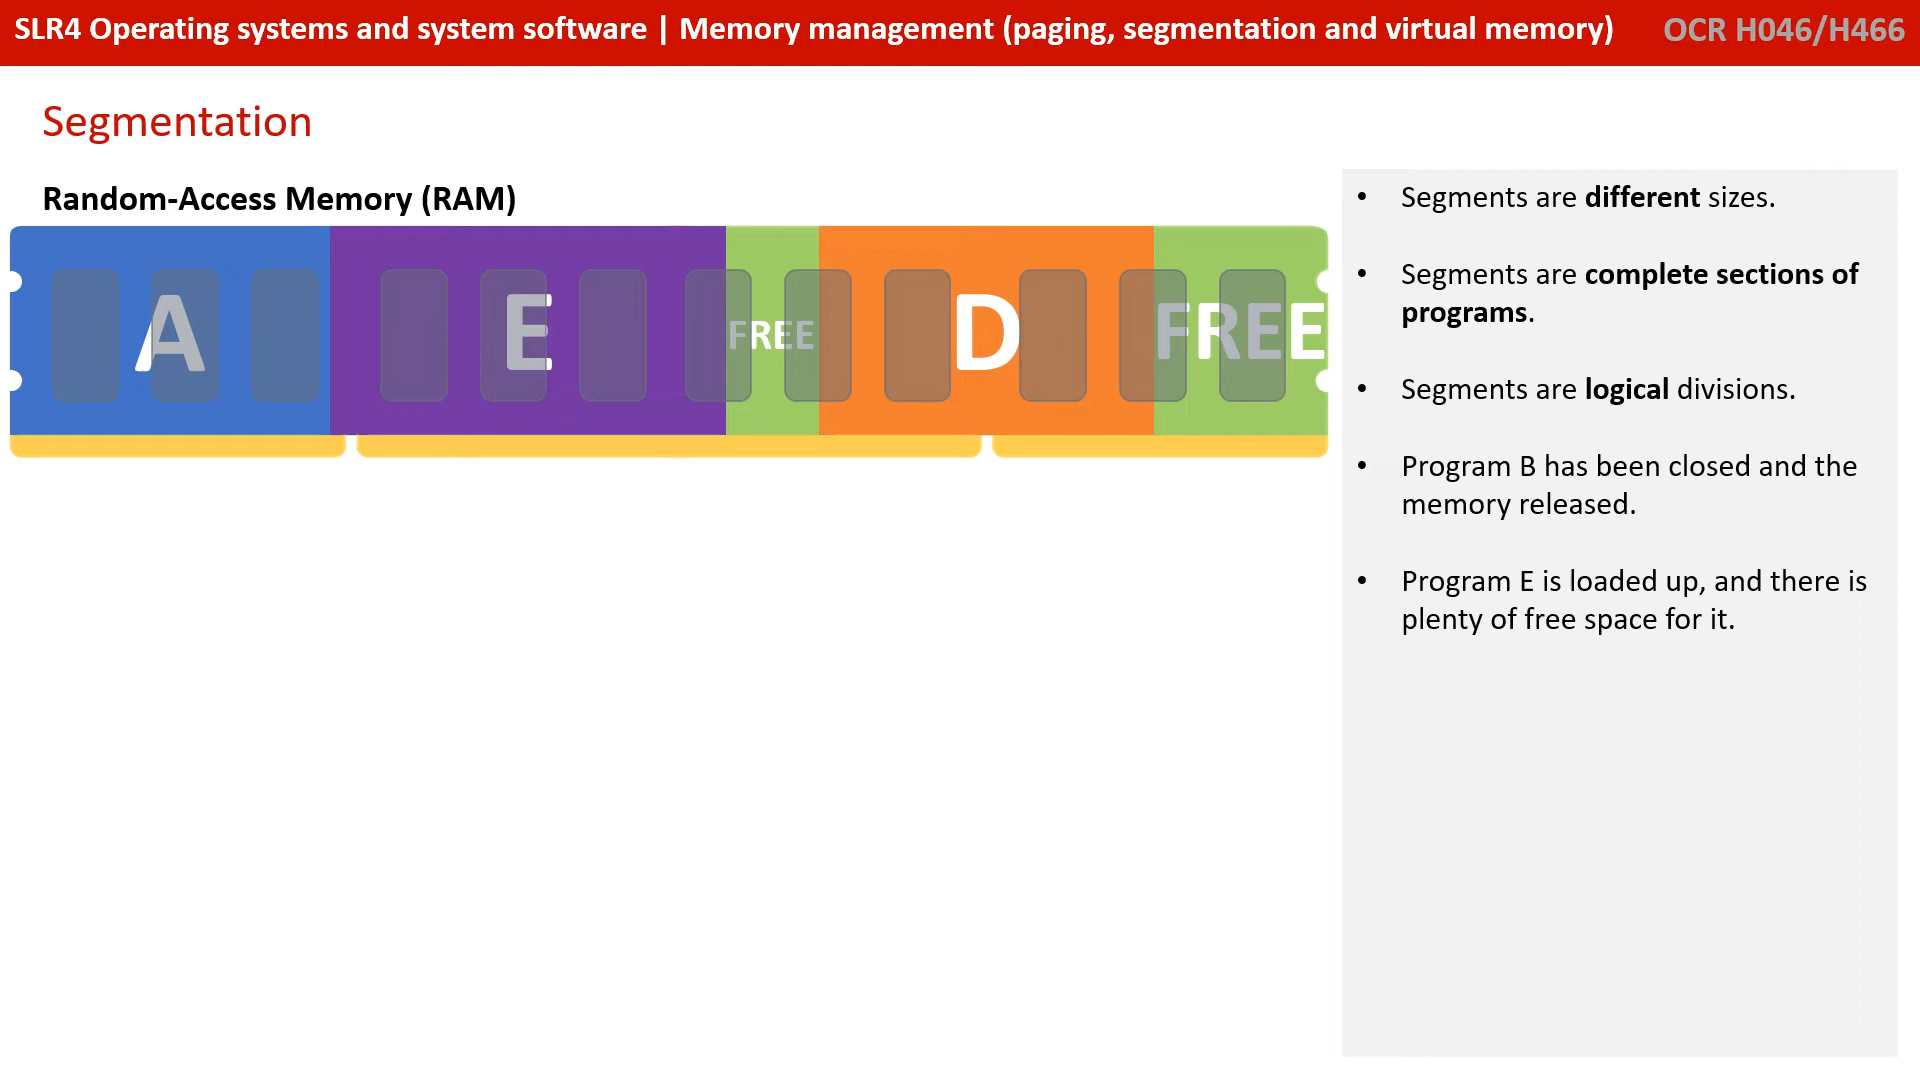 SLR4 Operating systems and system software | Memory management (paging, segmentation and virtual memory) OCR H046/H466
Segmentation
Random-Access Memory (RAM)
A E FREE D FREE
• Segments are different sizes.
• Segments are complete sections of
programs.
• Segments are logical divisions.
• Program B has been closed and the
memory released.
• Program E is loaded up, and there is
plenty of free space for it.